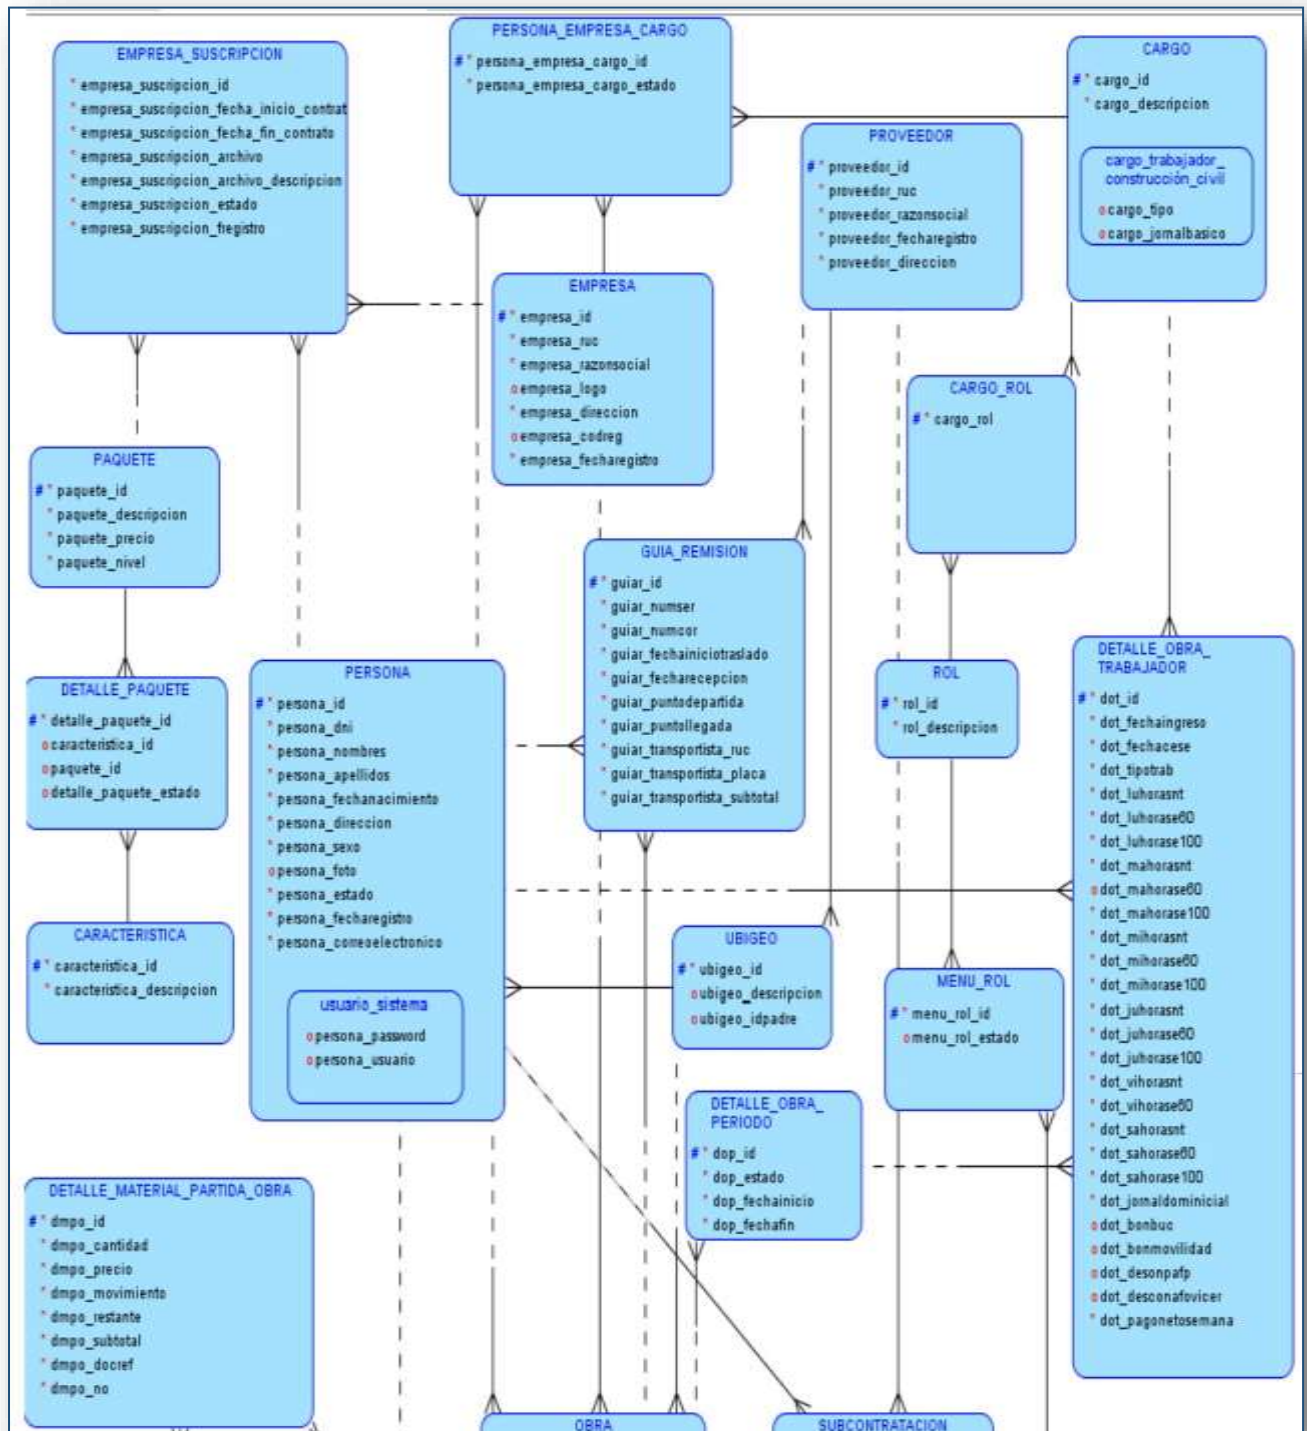 EMPRESA_SUSCRIPCION
* empresa_suscripcion_id
* empresa_suscripcion_fecha_inicio_contrat
* empresa_suscripcion_fecha_fin_contrato
* empresa_suscripcion_archivo
* empresa_suscripcion_archivo_descripcion
* empresa_suscripcion_estado
* empresa_suscripcion_fregistro
PERSONA_EMPRESA_CARGO
# * persona_empresa_cargo_id
* persona_empresa_cargo_estado
CARGO
# * cargo_id
* cargo_descripcion
cargo_trabajador_
construcción_civil
o cargo_tipo
o cargo_jornalbasico
PROVEEDOR
# * proveedor_id
* proveedor_ruc
* proveedor_razonsocial
* proveedor_fecharegistro
* proveedor_direccion
EMPRESA
# * empresa_id
* empresa_ruc
* empresa_razonsocial
o empresa_logo
* empresa_direccion
o empresa_codreg
* empresa_fecharegistro
CARGO_ROL
# * cargo_rol
PAQUETE
# * paquete_id
* paquete_descripcion
* paquete_precio
* paquete_nivel
GUIA_REMISION
# * guiar_id
* guiar_numser
* guiar_numcor
* guiar_fechainiciotraslado
* guiar_fecharecepcion
* guiar_puntodepartida
* guiar_puntollegada
* guiar_transportista_ruc
* guiar_transportista_placa
* guiar_transportista_subtotal
DETALLE_PAQUETE
# * detalle_paquete_id
o caracteristica_id
o paquete_id
o detalle_paquete_estado
PERSONA
# * persona_id
* persona_dni
* persona_nombres
* persona_apellidos
* persona_fechanacimiento
* persona_direccion
* persona_sexo
o persona_foto
* persona_estado
* persona_fecharegistro
* persona_correoelectronico
usuario_sistema
o persona_password
o persona_usuario
ROL
# * rol_id
* rol_descripcion
DETALLE_OBRA_
TRABAJADOR
# * dot_id
* dot_fechaingreso
* dot_fechacese
* dot_tipotrab
* dot_luhorasnt
* dot_luhorase60
* dot_luhorase100
* dot_mahorasnt
o dot_mahorase60
* dot_mahorase100
* dot_mihorasnt
* dot_mihorase60
* dot_mihorase100
* dot_juhorasnt
* dot_juhorase60
* dot_juhorase100
* dot_vihorasnt
* dot_vihorase60
* dot_sahorasnt
* dot_sahorase60
* dot_sahorase100
* dot_jornaldominicial
o dot_bonbuc
o dot_bonmovilidad
o dot_desonpafp
o dot_desconafovicer
* dot_pagonetosemana
CARACTERISTICA
# * caracteristica_id
* caracteristica_descripcion
UBIGEO
# * ubigeo_id
o ubigeo_descripcion
o ubigeo_idpadre
MENU_ROL
# * menu_rol_id
o menu_rol_estado
DETALLE_OBRA_
PERIODO
# * dop_id
* dop_estado
* dop_fechainicio
* dop_fechafin
DETALLE_MATERIAL_PARTIDA_OBRA
# * dmpo_id
* dmpo_cantidad
* dmpo_precio
* dmpo_movimiento
* dmpo_restante
* dmpo_subtotal
* dmpo_docref
* dmpo_no
OBRA
SUBCONTRATACION